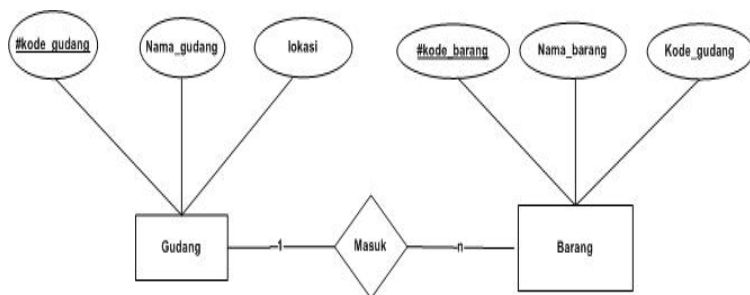 #kode_gudang
Nama_gudang
lokasi
#kode_barang
Nama_barang
Kode_gudang
Gudang
1
Masuk
n
Barang